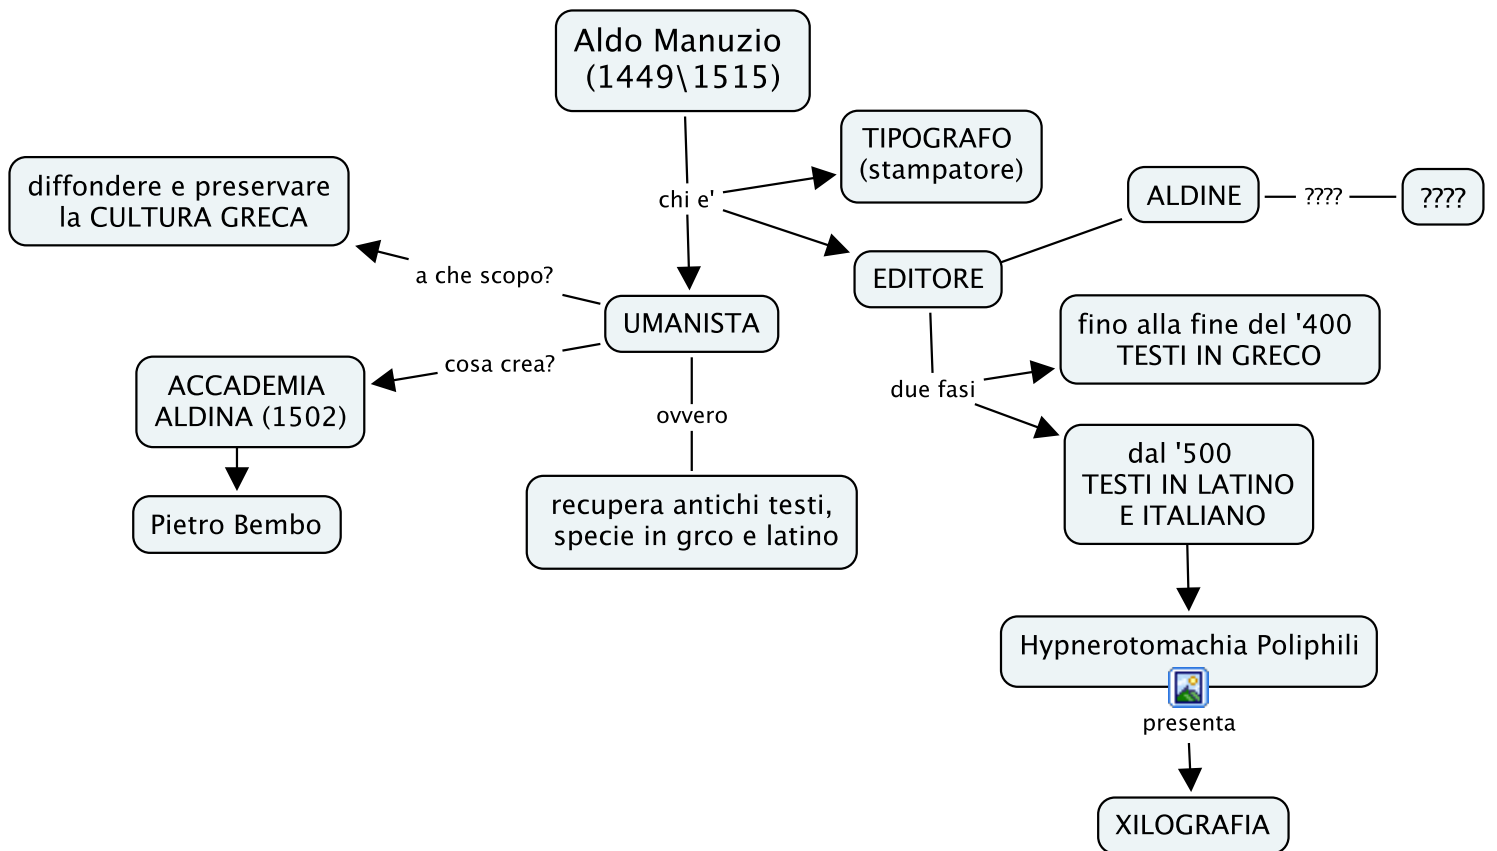 Aldo Manuzio
(1449\1515)
TIPOGRAFO
(stampatore)
diffondere e preservare
la CULTURA GRECA
chi e'
ALDINE
????
????
a che scopo?
EDITORE
UMANISTA
fino alla fine del '400
TESTI IN GRECO
cosa crea?
ACCADEMIA
ALDINA (1502)
due fasi
ovvero
dal '500
TESTI IN LATINO
E ITALIANO
Pietro Bembo
recupera antichi testi,
specie in grco e latino
Hypnerotomachia Poliphili
presenta
XILOGRAFIA